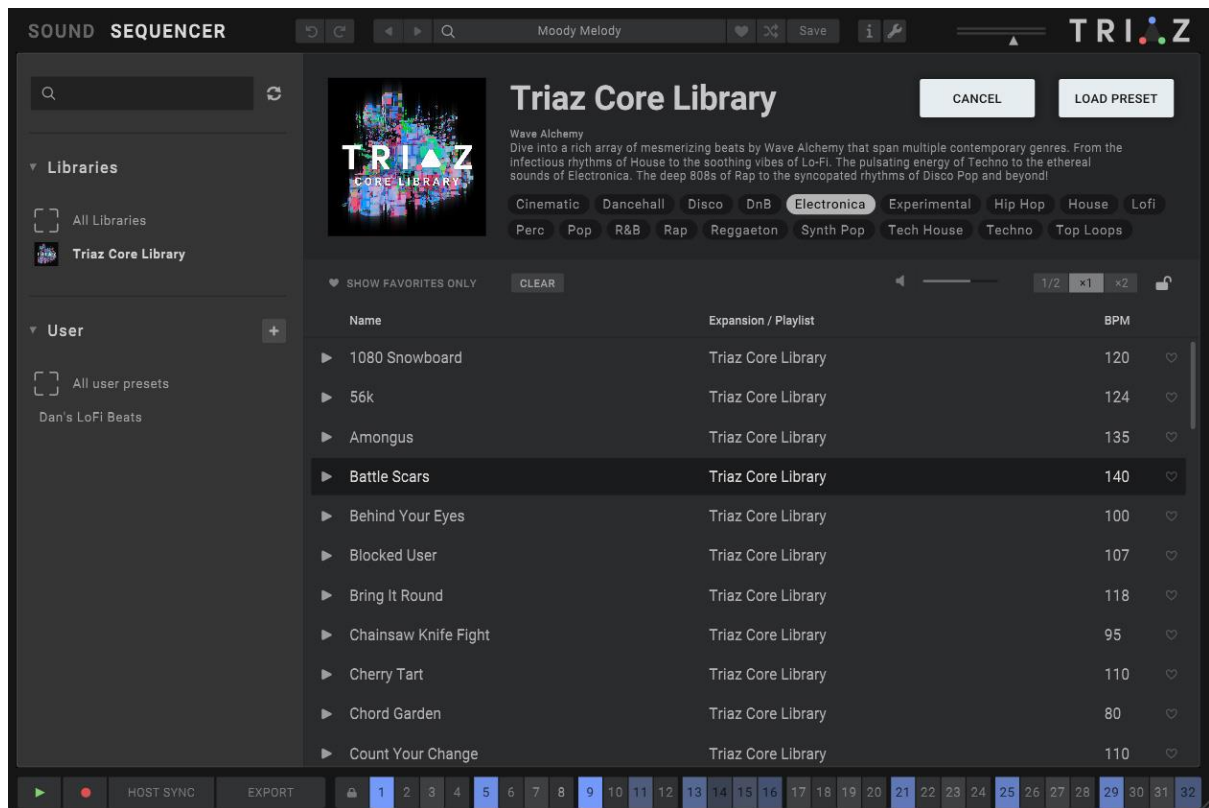 SOUND SEQUENCER Moody Melody Save i TRIAZ
Libraries
All Libraries
Triaz Core Library
User +
All user presets
Dan's LoFi Beats
TRIAZ
CORE LIBRARY
Triaz Core Library
CANCEL LOAD PRESET
Wave Alchemy
Dive into a rich array of mesmerizing beats by Wave Alchemy that span multiple contemporary genres. From the
infectious rhythms of House to the soothing vibes of Lo-Fi. The pulsating energy of Techno to the ethereal
sounds of Electronica. The deep 808s of Rap to the syncopated rhythms of Disco Pop and beyond!
Cinematic Dancehall Disco DnB Electronica Experimental Hip Hop House Lofi
Perc Pop R&B Rap Reggaeton Synth Pop Tech House Techno Top Loops
SHOW FAVORITES ONLY CLEAR 1/2 ×1 ×2
Name Expansion / Playlist BPM
1080 Snowboard Triaz Core Library 120
56k Triaz Core Library 124
Amongus Triaz Core Library 135
Battle Scars Triaz Core Library 140
Behind Your Eyes Triaz Core Library 100
Blocked User Triaz Core Library 107
Bring It Round Triaz Core Library 118
Chainsaw Knife Fight Triaz Core Library 95
Cherry Tart Triaz Core Library 110
Chord Garden Triaz Core Library 80
Count Your Change Triaz Core Library 110
HOST SYNC EXPORT 1 2 3 4 5 6 7 8 9 10 11 12 13 14 15 16 17 18 19 20 21 22 23 24 25 26 27 28 29 30 31 32